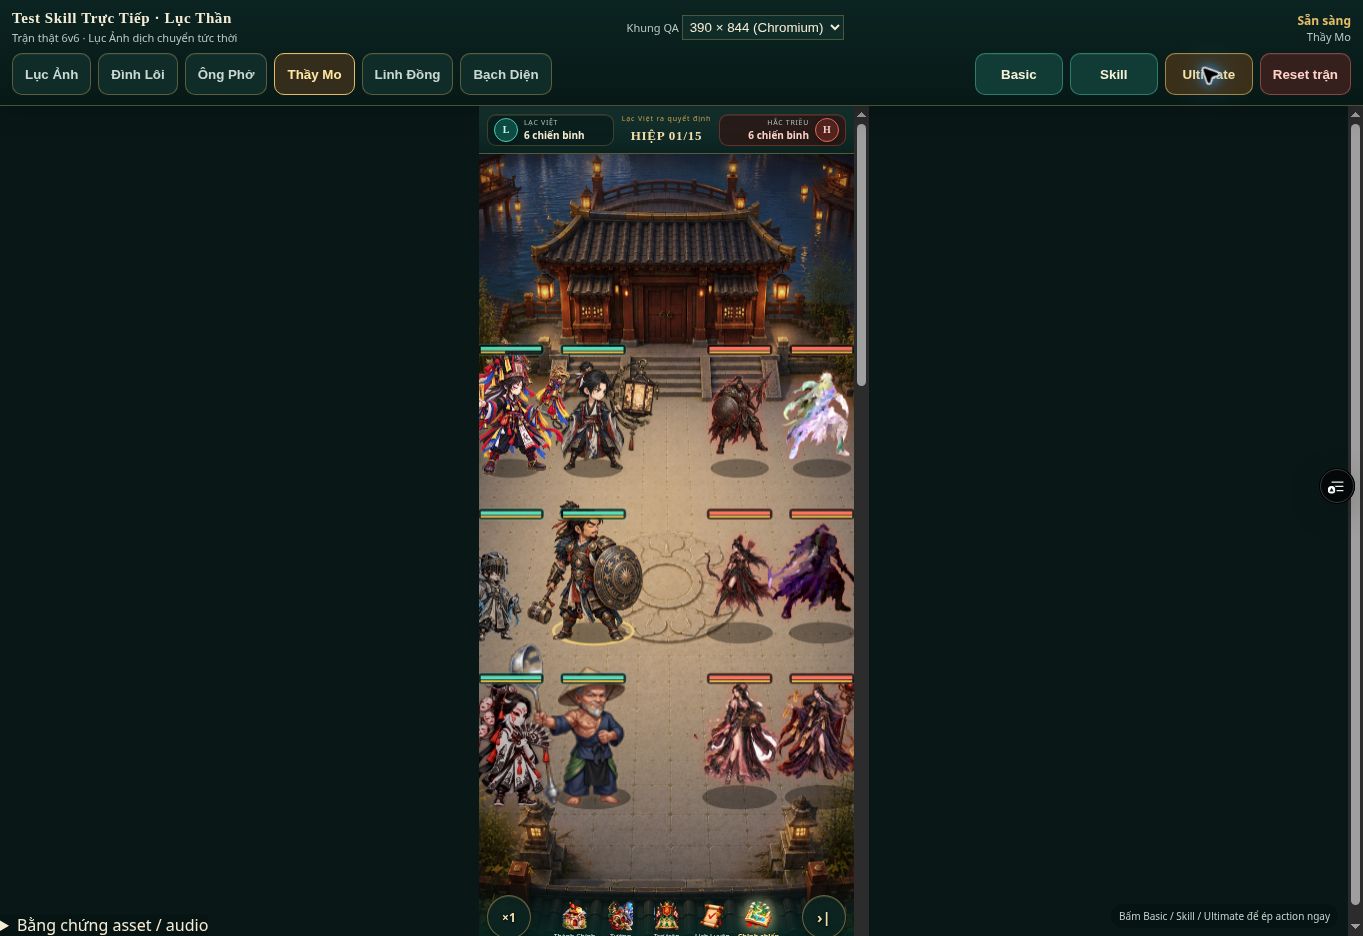 Test Skill Trực Tiếp · Lục Thần
Trận thật 6v6 · Lục Ảnh dịch chuyển tức thời
Khung QA 390 × 844 (Chromium)
Sẵn sàng
Thầy Mo
Lục Ảnh
Đình Lôi
Ông Phở
Thầy Mo
Linh Đồng
Bạch Diện
Basic
Skill
Reset trận
L
LẠC VIỆT
6 chiến binh
Lạc Việt ra quyết định
HIỆP 01/15
HẮC TRIỀU
6 chiến binh
H
×1
›|
Bằng chứng asset / audio
Bấm Basic / Skill / Ultimate để ép action ngay